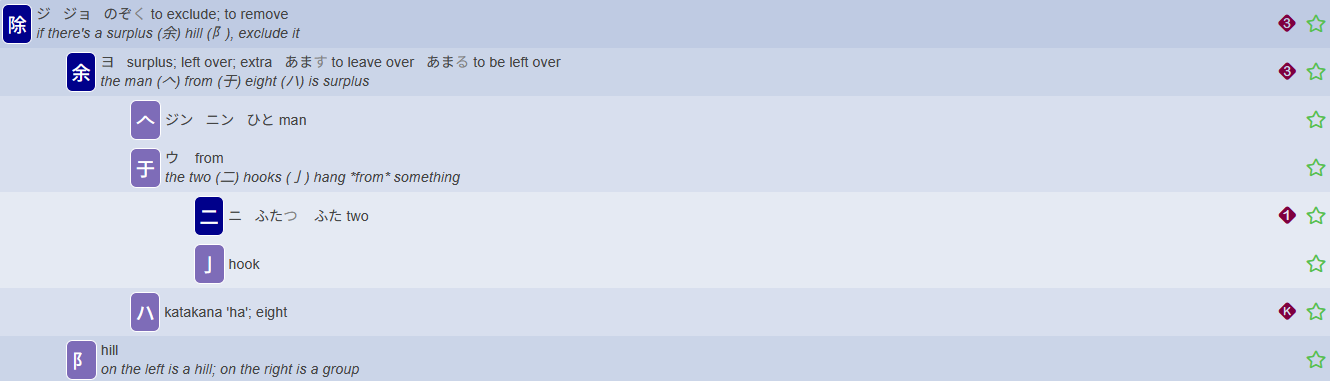 除 ジ ジョ のぞく to exclude; to remove 3
if there's a surplus (余) hill (阝), exclude it
余 ヨ surplus; left over; extra あます to leave over あまる to be left over 3
the man (𠆢) from (于) eight (ハ) is surplus
𠆢 ジン ニン ひと man
于 ウ from
the two (二) hooks (亅) hang *from* something
二 ニ ふたつ ふた two 1
亅 hook
ハ katakana 'ha'; eight K
阝 hill
on the left is a hill; on the right is a group